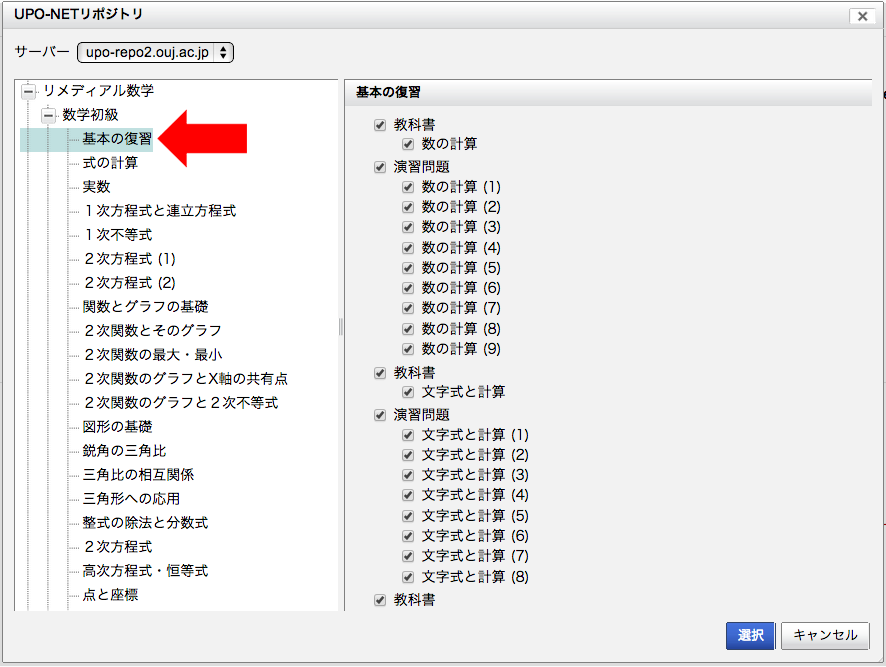 UPO-NETリポジトリ
サーバー upo-repo2.ouj.ac.jp
リメディアル数学
数学初級
基本の復習
式の計算
実数
１次方程式と連立方程式
１次不等式
２次方程式 (1)
２次方程式 (2)
関数とグラフの基礎
２次関数とそのグラフ
２次関数の最大・最小
２次関数のグラフとX軸の共有点
２次関数のグラフと２次不等式
図形の基礎
鋭角の三角比
三角比の相互関係
三角形への応用
整式の除法と分数式
２次方程式
高次方程式・恒等式
点と座標
基本の復習
教科書
数の計算
演習問題
数の計算 (1)
数の計算 (2)
数の計算 (3)
数の計算 (4)
数の計算 (5)
数の計算 (6)
数の計算 (7)
数の計算 (8)
数の計算 (9)
教科書
文字式と計算
演習問題
文字式と計算 (1)
文字式と計算 (2)
文字式と計算 (3)
文字式と計算 (4)
文字式と計算 (5)
文字式と計算 (6)
文字式と計算 (7)
文字式と計算 (8)
教科書
選択 キャンセル